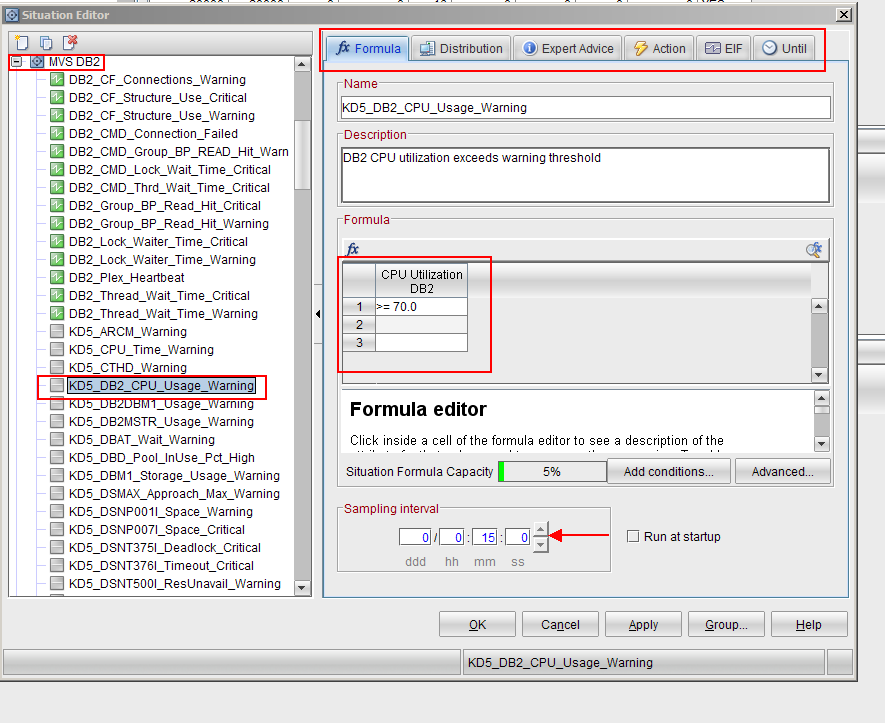 Situation Editor
MVS DB2
DB2_CF_Connections_Warning
DB2_CF_Structure_Use_Critical
DB2_CF_Structure_Use_Warning
DB2_CMD_Connection_Failed
DB2_CMD_Group_BP_READ_Hit_Warn
DB2_CMD_Lock_Wait_Time_Critical
DB2_CMD_Thrd_Wait_Time_Critical
DB2_Group_BP_Read_Hit_Critical
DB2_Group_BP_Read_Hit_Warning
DB2_Lock_Waiter_Time_Critical
DB2_Lock_Waiter_Time_Warning
DB2_Plex_Heartbeat
DB2_Thread_Wait_Time_Critical
DB2_Thread_Wait_Time_Warning
KD5_ARCM_Warning
KD5_CPU_Time_Warning
KD5_CTHD_Warning
KD5_DB2_CPU_Usage_Warning
KD5_DB2DBM1_Usage_Warning
KD5_DB2MSTR_Usage_Warning
KD5_DBAT_Wait_Warning
KD5_DBD_Pool_InUse_Pct_High
KD5_DBM1_Storage_Usage_Warning
KD5_DSMAX_Approach_Max_Warning
KD5_DSNP001I_Space_Warning
KD5_DSNP007I_Space_Critical
KD5_DSNT375I_Deadlock_Critical
KD5_DSNT376I_Timeout_Critical
KD5_DSNT500I_ResUnavail_Warning
fx Formula Distribution Expert Advice Action EIF Until
Name
KD5_DB2_CPU_Usage_Warning
Description
DB2 CPU utilization exceeds warning threshold
Formula
fx
CPU Utilization
DB2
1 >= 70.0
2
3
Formula editor
Click inside a cell of the formula editor to see a description of the
Situation Formula Capacity 5% Add conditions... Advanced...
Sampling interval
0 / 0 : 15 : 0
ddd hh mm ss
Run at startup
OK Cancel Apply Group... Help
KD5_DB2_CPU_Usage_Warning